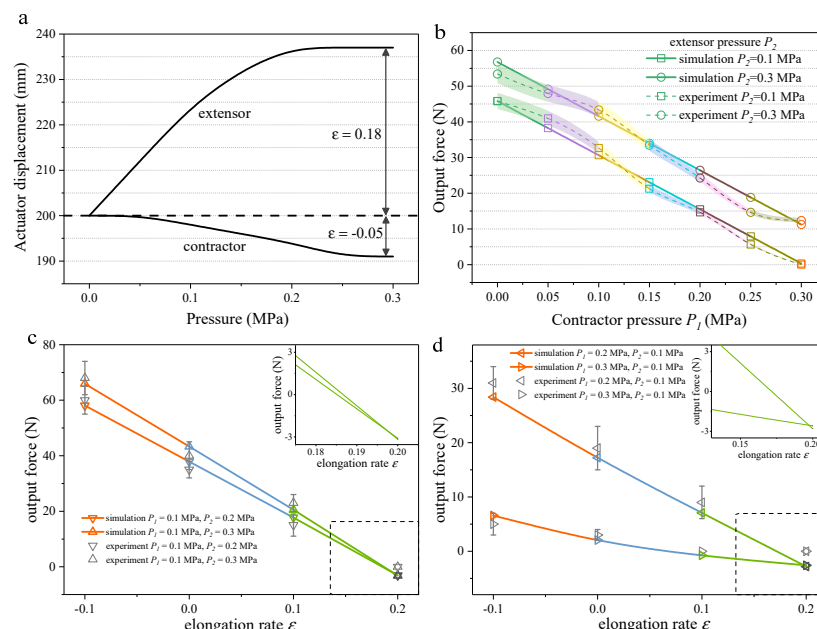 a
240
230
220
210
200
190
Actuator displacement (mm)
extensor
contractor
ε = 0.18
ε = -0.05
0.0
0.1
0.2
0.3
Pressure (MPa)
b
60
50
40
30
20
10
0
Output force (N)
extensor pressure P2
simulation P2=0.1 MPa
simulation P2=0.3 MPa
experiment P2=0.1 MPa
experiment P2=0.3 MPa
0.00
0.05
0.10
0.15
0.20
0.25
0.30
Contractor pressure P1 (MPa)
c
80
60
40
20
0
output force (N)
simulation P1 = 0.1 MPa, P2 = 0.2 MPa
simulation P1 = 0.1 MPa, P2 = 0.3 MPa
experiment P1 = 0.1 MPa, P2 = 0.2 MPa
experiment P1 = 0.1 MPa, P2 = 0.3 MPa
3
0
-3
output force (N)
0.18
0.19
0.20
elongation rate ε
-0.1
0.0
0.1
0.2
elongation rate ε
d
30
20
10
0
output force (N)
simulation P1 = 0.2 MPa, P2 = 0.1 MPa
simulation P1 = 0.3 MPa, P2 = 0.1 MPa
experiment P1 = 0.2 MPa, P2 = 0.1 MPa
experiment P1 = 0.3 MPa, P2 = 0.1 MPa
3
0
-3
output force (N)
0.15
0.20
elongation rate ε
-0.1
0.0
0.1
0.2
elongation rate ε